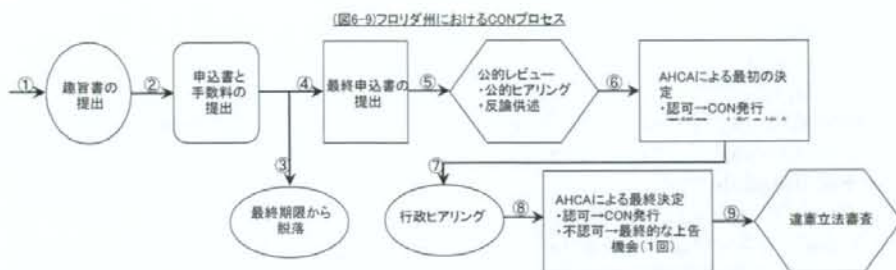 (図6-9)フロリダ州におけるCONプロセス
①
趣旨書の
提出
②
申込書と
手数料の
提出
④
最終申込書の
提出
⑤
公的レビュー
・公的ヒアリング
・反論供述
⑥
AHCAによる最初の決
定
・認可→CON発行
③
最終期限から
脱落
⑦
行政ヒアリング
⑧
AHCAによる最終決定
・認可→CON発行
・不認可→最終的な上告
機会(1回)
⑨
違憲立法審査